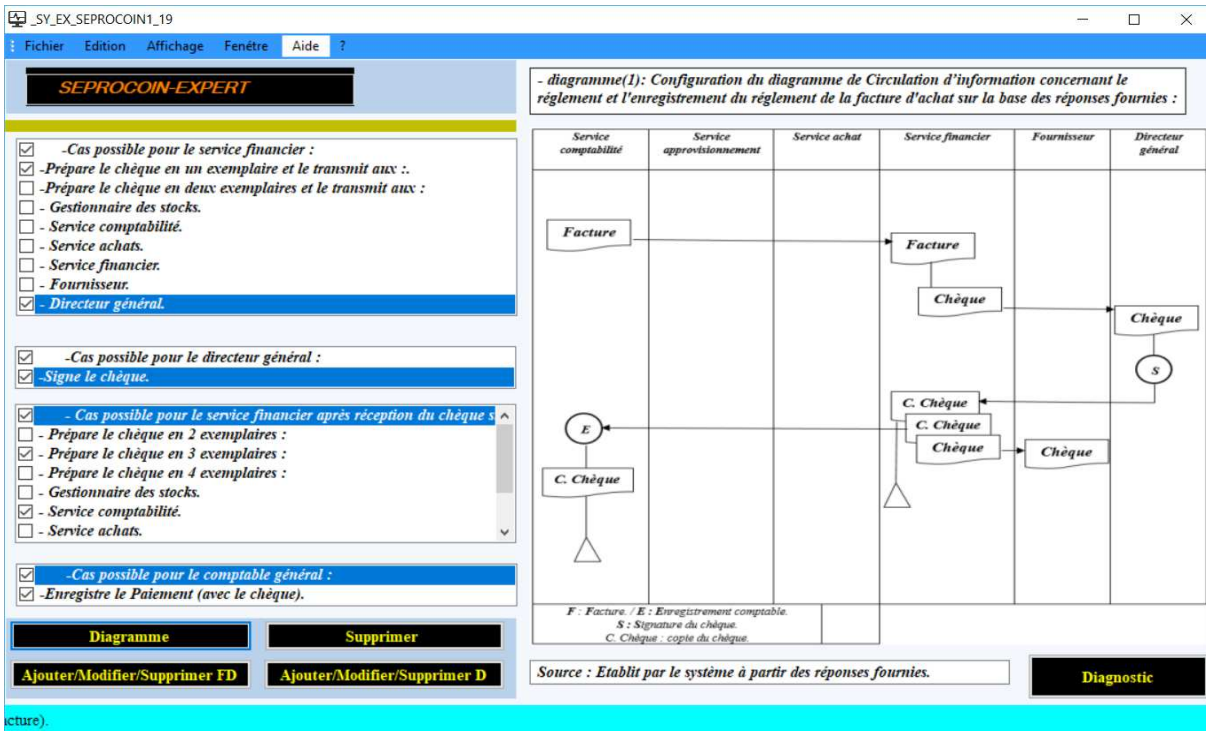 _SY_EX_SEPROCOIN1_19
Fichier Edition Affichage Fenétre Aide ?
SEPROCOIN-EXPERT
-Cas possible pour le service financier :
-Prépare le chèque en un exemplaire et le transmit aux :.
-Prépare le chèque en deux exemplaires et le transmit aux :
- Gestionnaire des stocks.
- Service comptabilité.
- Service achats.
- Service financier.
- Fournisseur.
- Directeur général.
-Cas possible pour le directeur général :
-Signe le chèque.
- Cas possible pour le service financier après réception du chèque s
- Prépare le chèque en 2 exemplaires :
- Prépare le chèque en 3 exemplaires :
- Prépare le chèque en 4 exemplaires :
- Gestionnaire des stocks.
- Service comptabilité.
- Service achats.
-Cas possible pour le comptable général :
-Enregistre le Paiement (avec le chèque).
Diagramme Supprimer
Ajouter/Modifier/Supprimer FD Ajouter/Modifier/Supprimer D
- diagramme(1): Configuration du diagramme de Circulation d'information concernant le
réglement et l'enregistrement du réglement de la facture d'achat sur la base des réponses fournies :
Service comptabilité
Service approvisionnement
Service achat
Service financier
Fournisseur
Directeur général
Facture
Facture
Chèque
Chèque
S
C. Chèque
C. Chèque
E
Chèque
Chèque
C. Chèque
F : Facture. / E : Enregistrement comptable.
S : Signature du chèque.
C. Chèque : copie du chèque.
Source : Etablit par le système à partir des réponses fournies.
Diagnostic
acture).